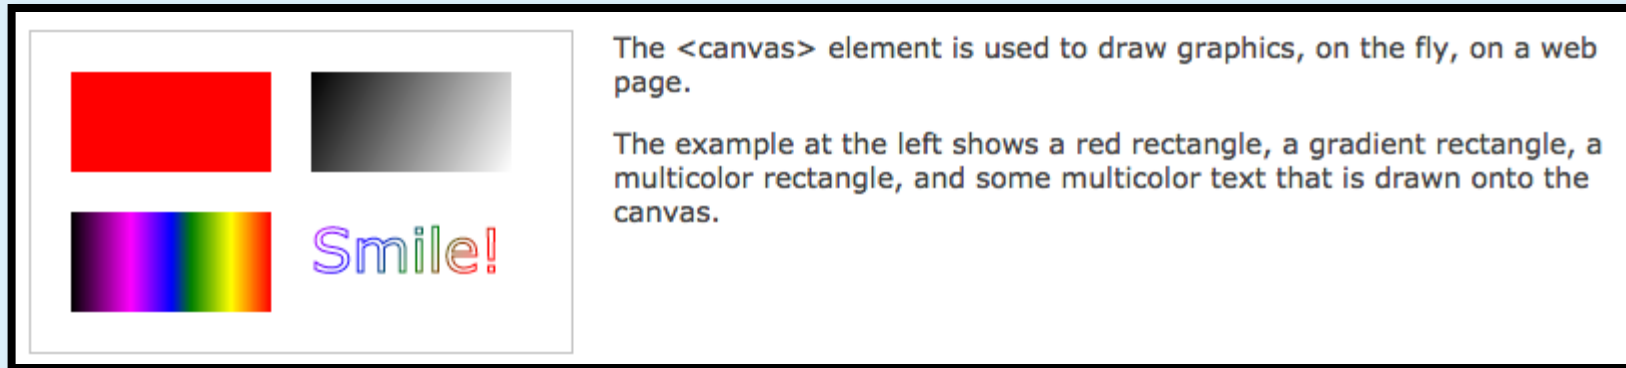 The <canvas> element is used to draw graphics, on the fly, on a web
page.
The example at the left shows a red rectangle, a gradient rectangle, a
multicolor rectangle, and some multicolor text that is drawn onto the
canvas.
Smile!